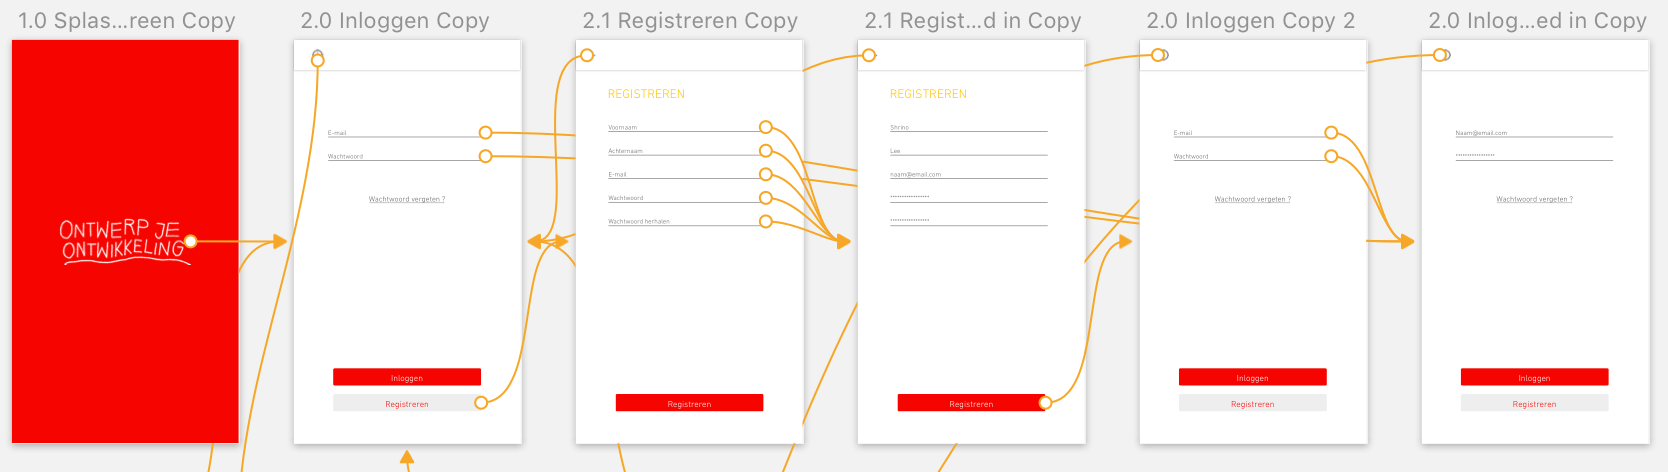 1.0 Splas...reen Copy
2.0 Inloggen Copy
2.1 Registreren Copy
2.1 Regist...d in Copy
2.0 Inloggen Copy 2
2.0 Inlog...ed in Copy
ONTWERP JE
ONTWIKKELING
E-mail
Wachtwoord
Wachtwoord vergeten ?
Inloggen
Registreren
REGISTREREN
Voornaam
Achternaam
E-mail
Wachtwoord
Wachtwoord herhalen
Registreren
REGISTREREN
Shrino
Lee
naam@email.com
Registreren
E-mail
Wachtwoord
Wachtwoord vergeten ?
Inloggen
Registreren
Naam@email.com
Wachtwoord vergeten ?
Inloggen
Registreren